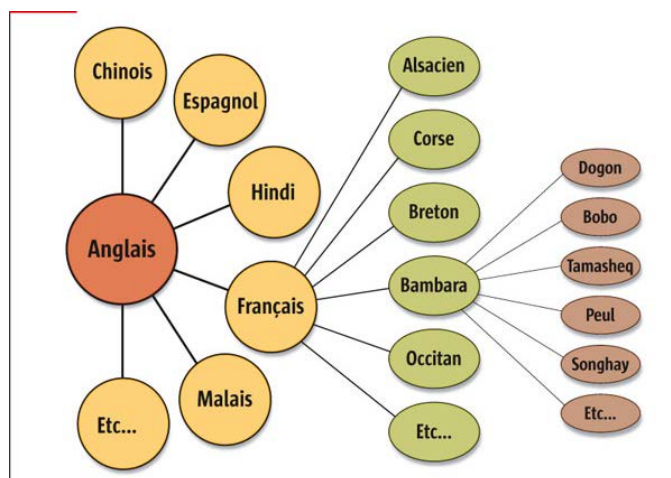 Chinois
Espagnol
Hindi
Anglais
Français
Malais
Etc...
Alsacien
Corse
Breton
Bambara
Occitan
Etc...
Dogon
Bobo
Tamasheq
Peul
Songhay
Etc...